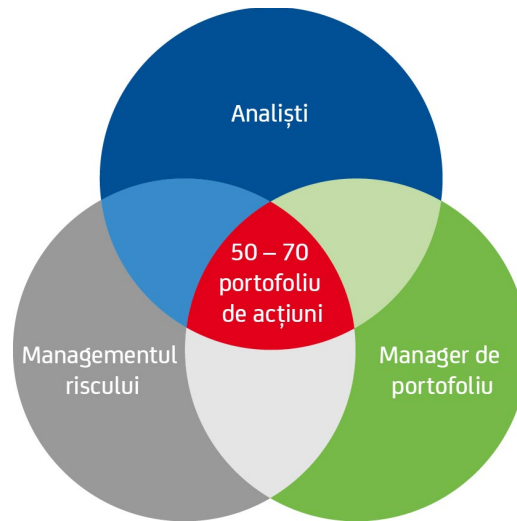 Analiști
50 – 70
portofoliu
de acțiuni
Managementul
riscului
Manager de
portofoliu